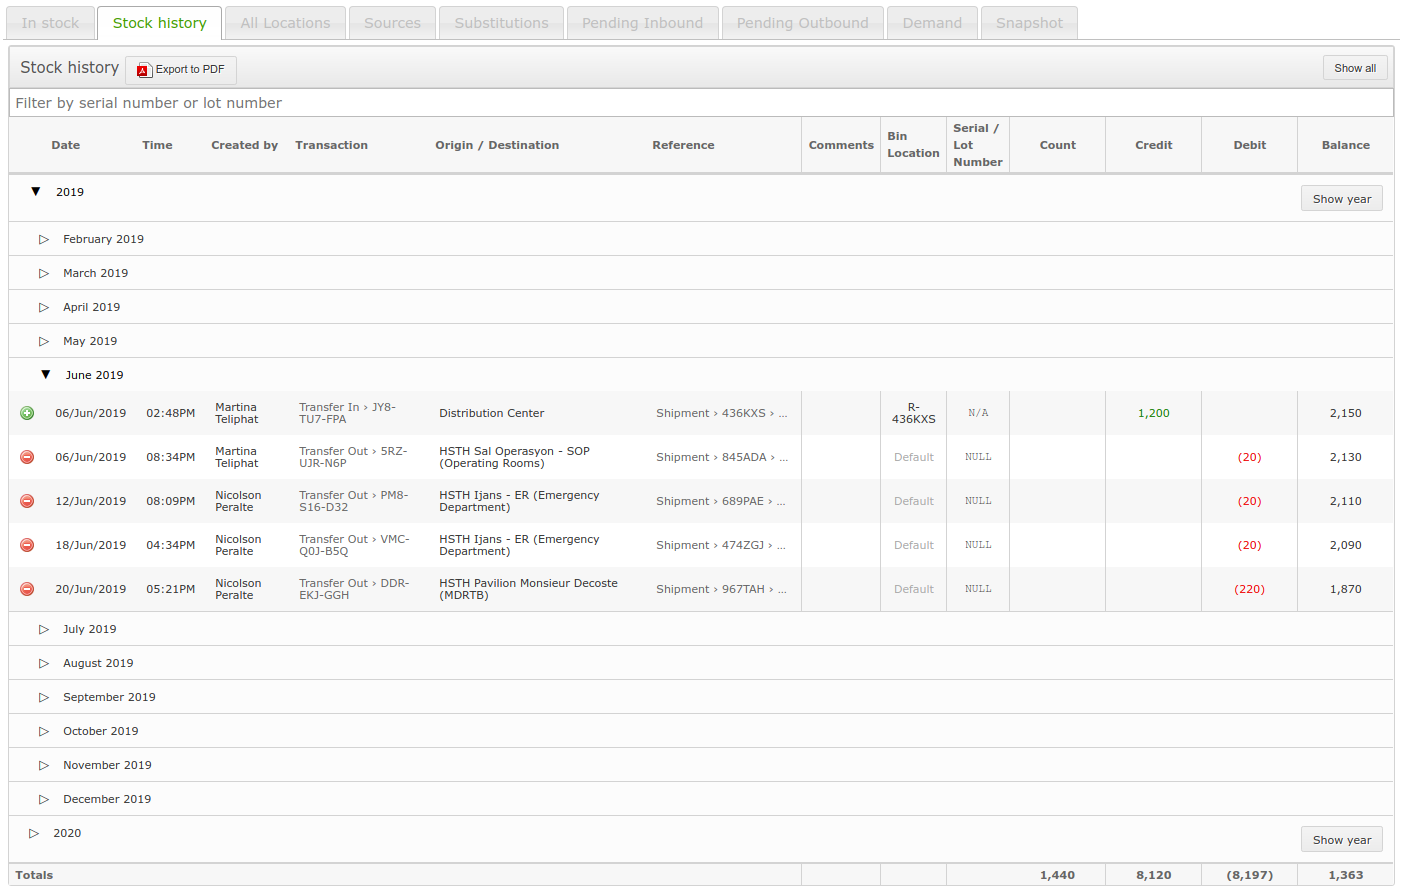 In stock Stock history All Locations Sources Substitutions Pending Inbound Pending Outbound Demand Snapshot
Stock history Export to PDF Show all
Filter by serial number or lot number
Date Time Created by Transaction Origin / Destination Reference Comments Bin Location Serial / Lot Number Count Credit Debit Balance
2019 Show year
February 2019
March 2019
April 2019
May 2019
June 2019
06/Jun/2019 02:48PM Martina Teliphat Transfer In › JY8-TU7-FPA Distribution Center Shipment › 436KXS › ... R-436KXS N/A 1,200 2,150
06/Jun/2019 08:34PM Martina Teliphat Transfer Out › 5RZ-UJR-N6P HSTH Sal Operasyon - SOP (Operating Rooms) Shipment › 845ADA › ... Default NULL (20) 2,130
12/Jun/2019 08:09PM Nicolson Peralte Transfer Out › PM8-S16-D32 HSTH Ijans - ER (Emergency Department) Shipment › 689PAE › ... Default NULL (20) 2,110
18/Jun/2019 04:34PM Nicolson Peralte Transfer Out › VMC-Q0J-B5Q HSTH Ijans - ER (Emergency Department) Shipment › 474ZGJ › ... Default NULL (20) 2,090
20/Jun/2019 05:21PM Nicolson Peralte Transfer Out › DDR-EKJ-GGH HSTH Pavilion Monsieur Decoste (MDRTB) Shipment › 967TAH › ... Default NULL (220) 1,870
July 2019
August 2019
September 2019
October 2019
November 2019
December 2019
2020 Show year
Totals 1,440 8,120 (8,197) 1,363